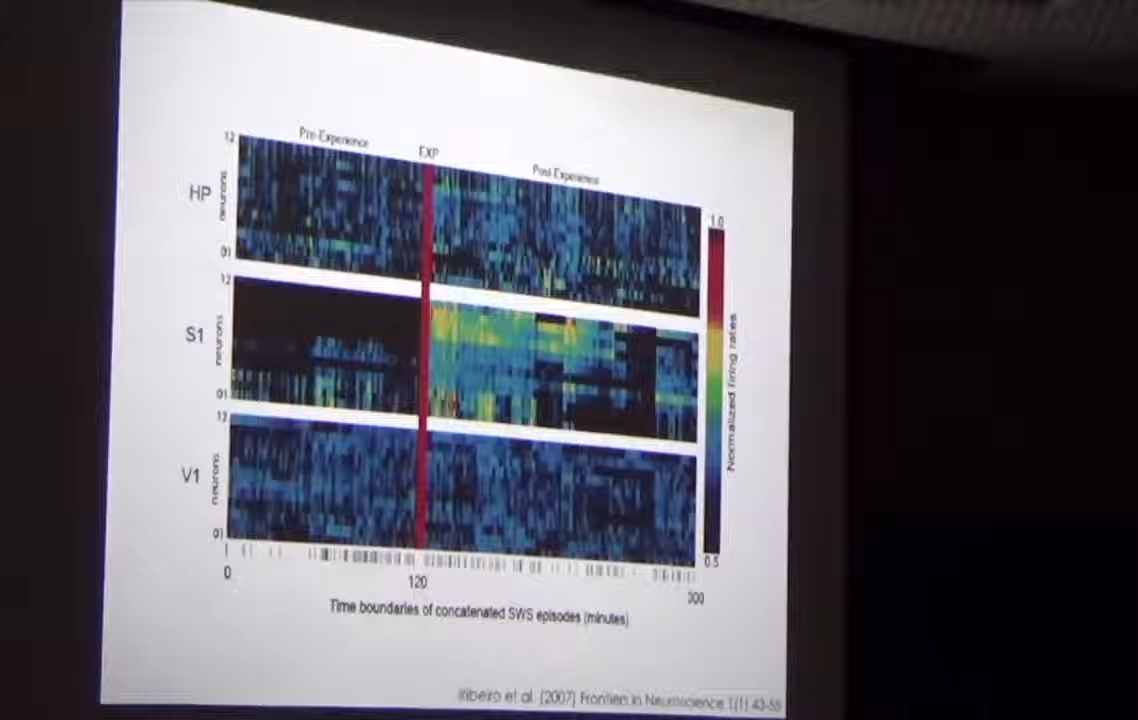 Pre-Experience
EXP
Post-Experience
12
HP
neurons
01
12
S1
neurons
01
12
V1
neurons
01
1.0
Normalized firing rates
0.5
0
120
300
Time boundaries of concatenated SWS episodes (minutes)
Ribeiro et al. (2007) Frontiers in Neuroscience 1(1) 43-55